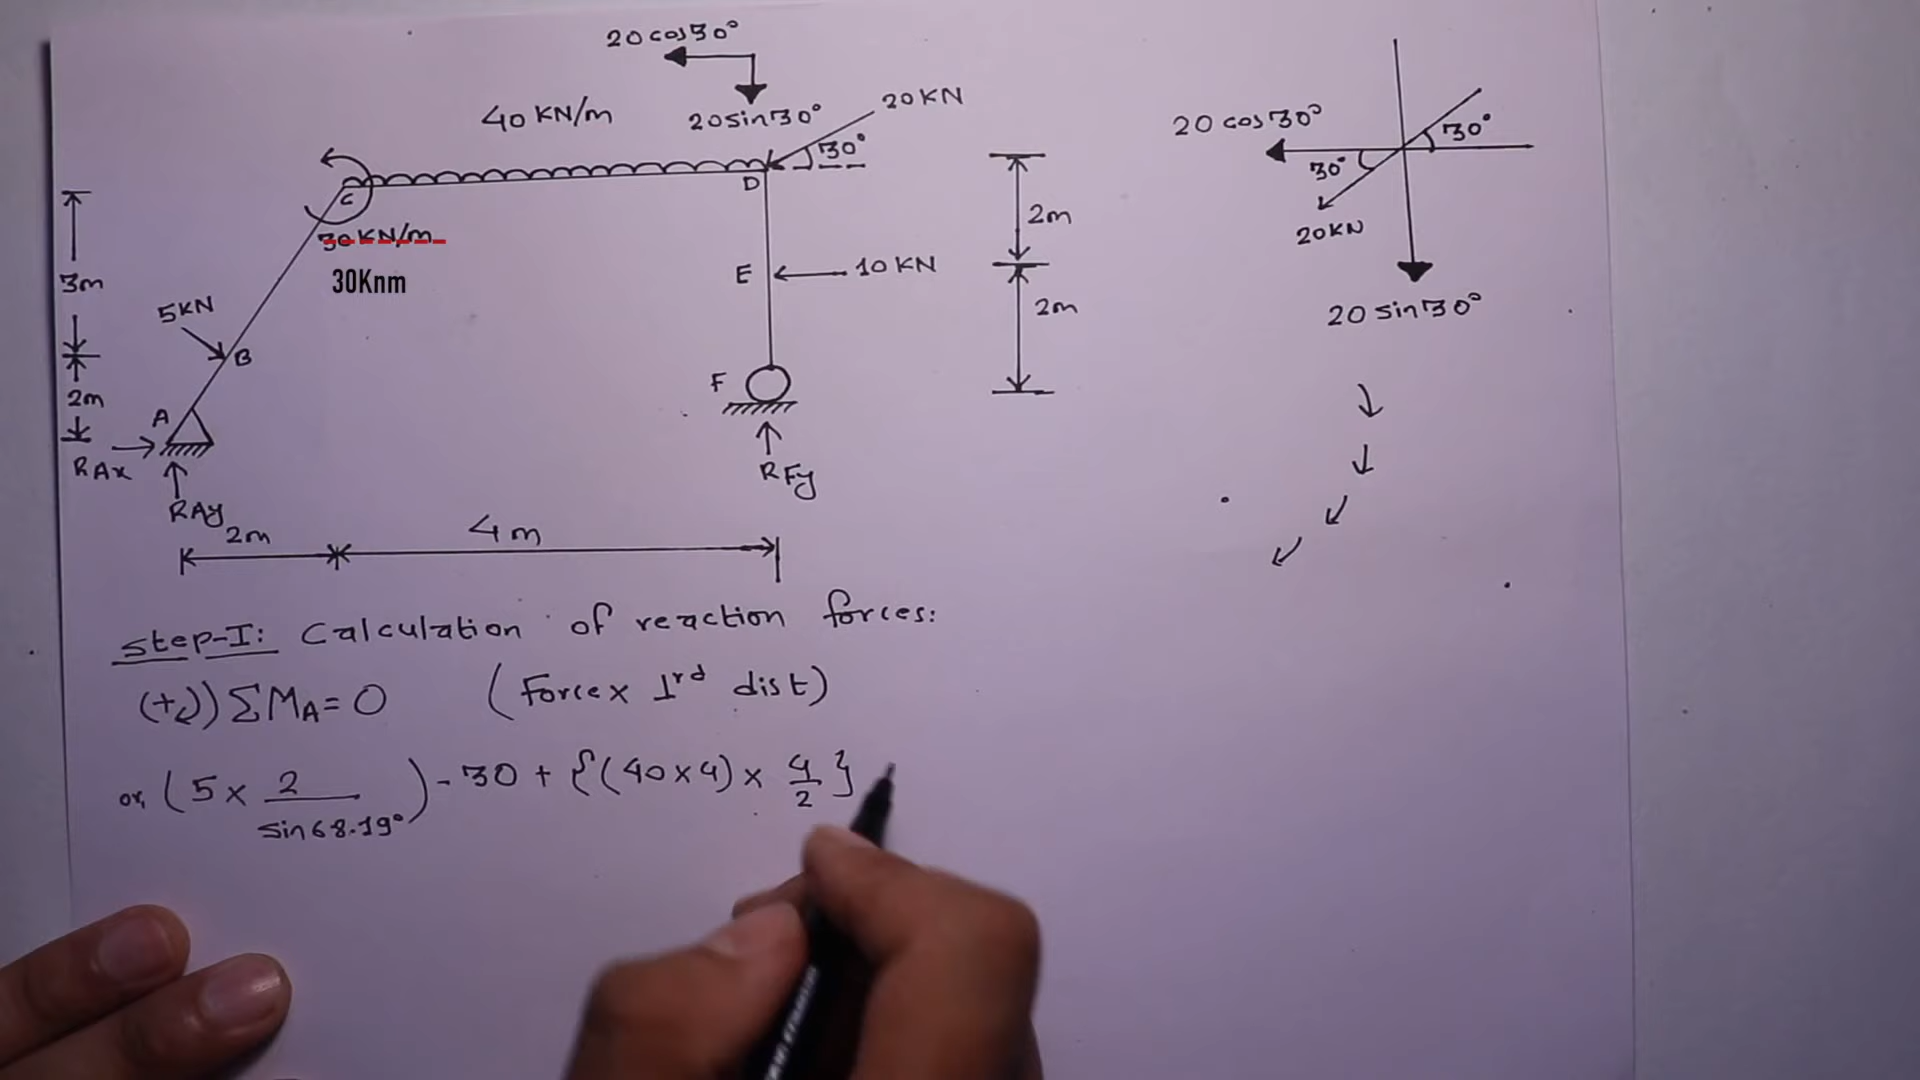 20 cos30°
20sin30°
20KN
30°
40 KN/m
C
D
30KN/m
30Knm
3m
5KN
B
2m
A
RAx
RAy
E
10 KN
2m
2m
F
RFy
2m
4m
20 cos30°
30°
30°
20KN
20 sin30°
step-I: Calculation of reaction forces:
(+↻) ΣMA=0 (Force x ⊥rd dist)
or, (5 x 2/sin68.19°) - 30 + {(40x4) x 4/2}